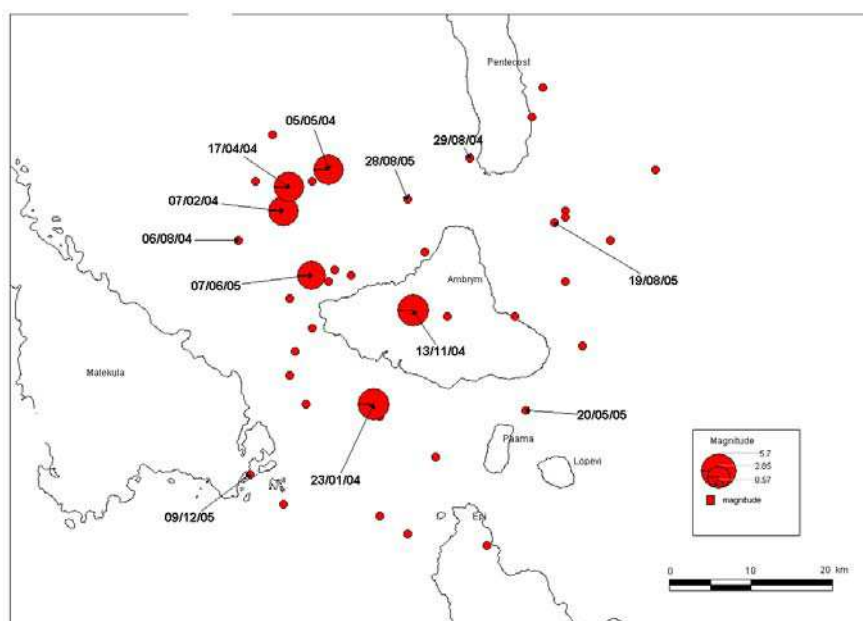 Pentecost
05/05/04
17/04/04
29/08/04
28/08/05
07/02/04
06/08/04
07/06/05
Ambrym
19/08/05
13/11/04
Malekula
20/05/05
Paama
Lopevi
23/01/04
09/12/05
Epi
Magnitude
5.7
2.85
0.57
magnitude
0 10 20 km